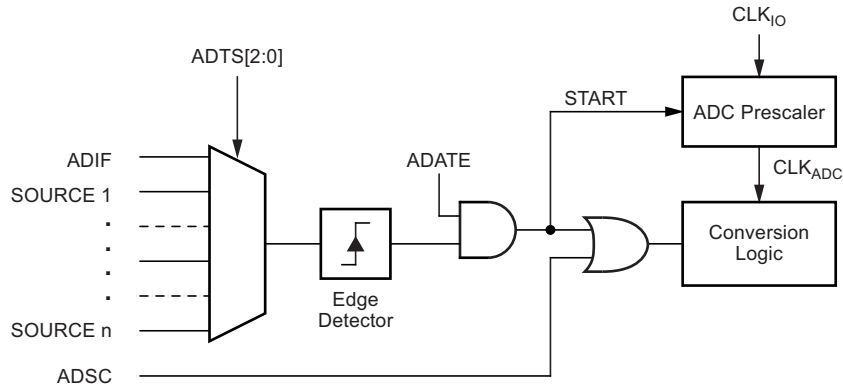 CLK_IO
ADTS[2:0]
START
ADC Prescaler
ADIF
ADATE
CLK_ADC
SOURCE 1
.
.
.
.
Conversion
Logic
Edge
Detector
SOURCE n
ADSC